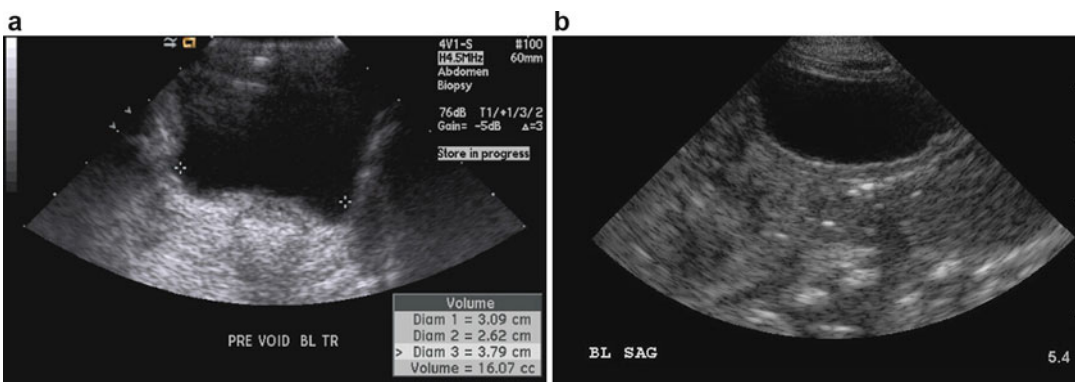 a
4V1-S #100
H4.5MHz 60mm
Abdomen
Biopsy
76dB T1/+1/3/2
Gain= -5dB Δ=3
Store in progress
Volume
Diam 1 = 3.09 cm
Diam 2 = 2.62 cm
> Diam 3 = 3.79 cm
Volume = 16.07 cc
PRE VOID BL TR
b
BL SAG
5.4